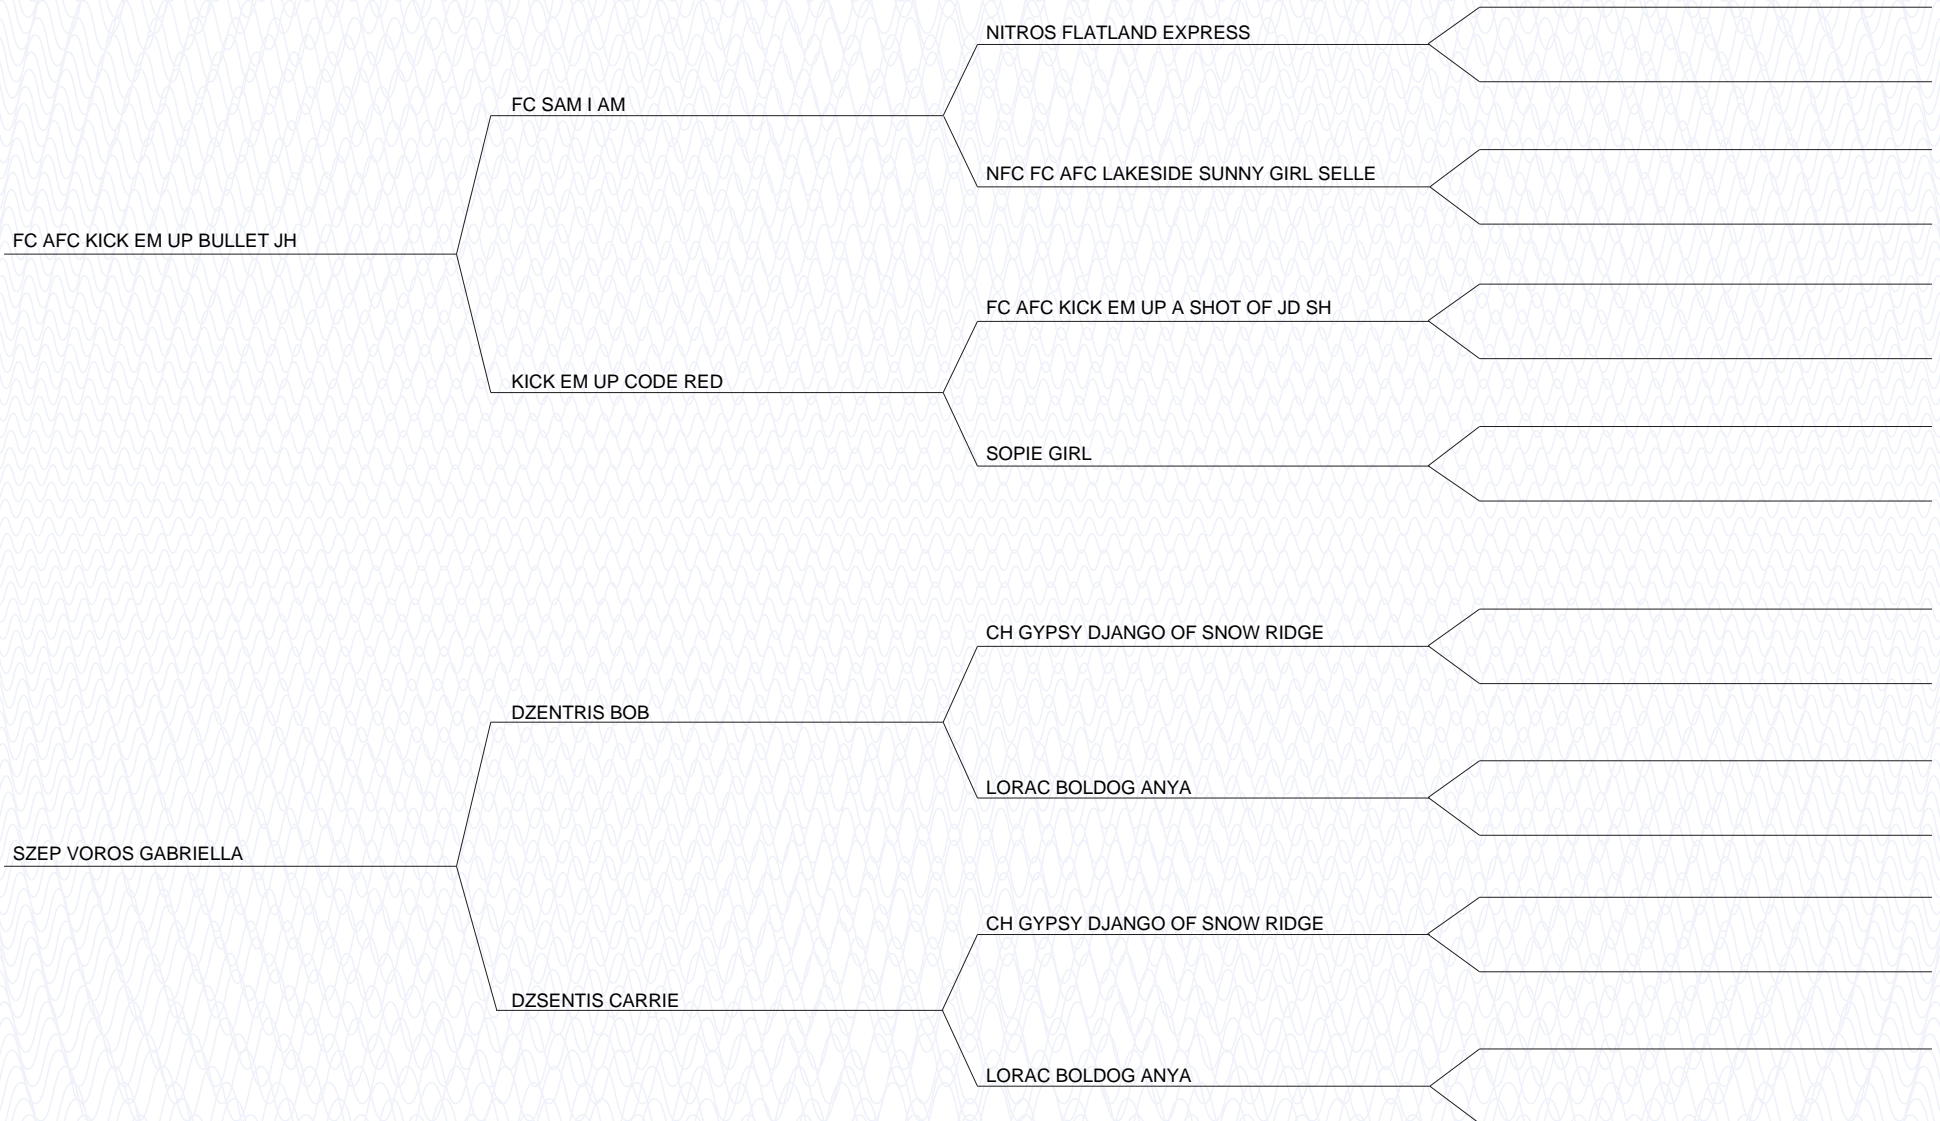 NITROS FLATLAND EXPRESS
FC SAM I AM
NFC FC AFC LAKESIDE SUNNY GIRL SELLE
FC AFC KICK EM UP BULLET JH
FC AFC KICK EM UP A SHOT OF JD SH
KICK EM UP CODE RED
SOPIE GIRL
CH GYPSY DJANGO OF SNOW RIDGE
DZENTRIS BOB
LORAC BOLDOG ANYA
SZEP VOROS GABRIELLA
CH GYPSY DJANGO OF SNOW RIDGE
DZSENTIS CARRIE
LORAC BOLDOG ANYA